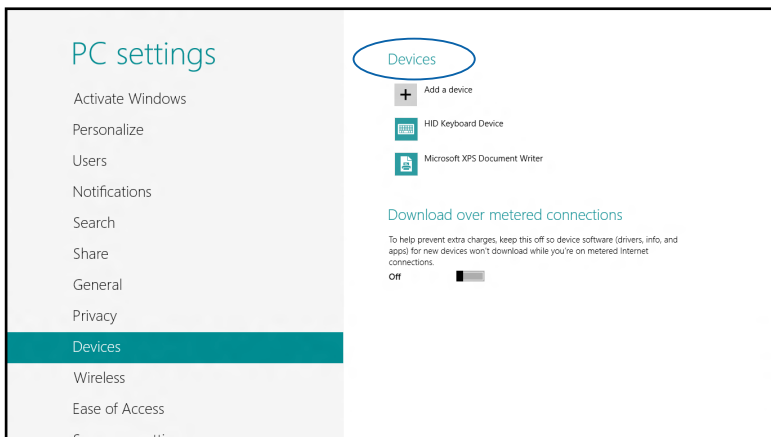 PC settings
Activate Windows
Personalize
Users
Notifications
Search
Share
General
Privacy
Devices
Wireless
Ease of Access
Devices
Add a device
HID Keyboard Device
Microsoft XPS Document Writer
Download over metered connections
To help prevent extra charges, keep this off so device software (drivers, info, and
apps) for new devices won't download while you're on metered Internet
connections.
Off